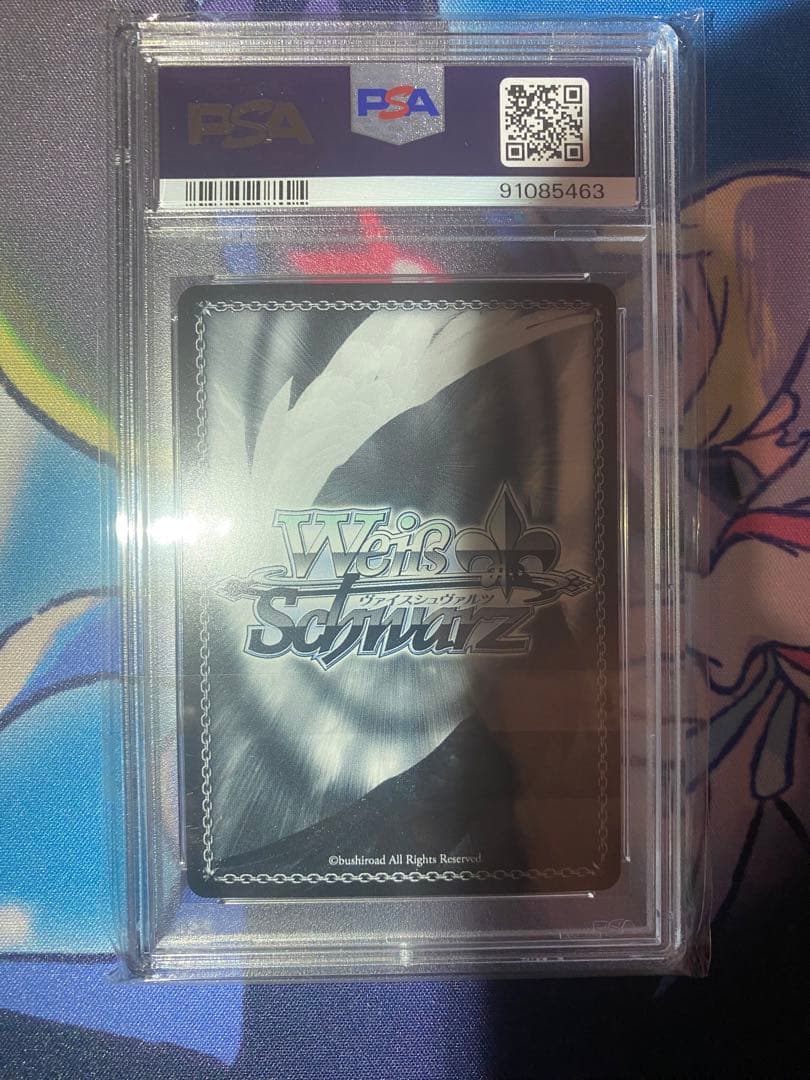 PSA
PSA
91085463
Weiß
ヴァイスシュヴァルツ
Schwarz
©bushiroad All Rights Reserved
PSA